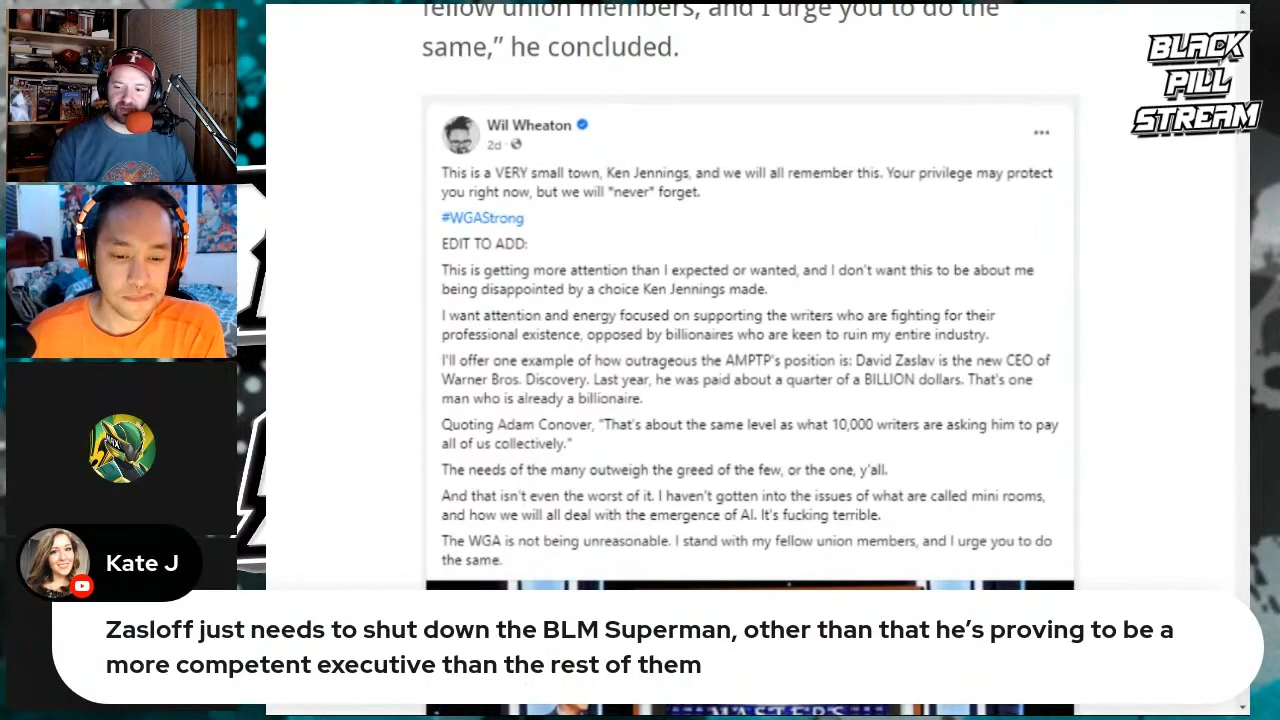 fellow union members, and I urge you to do the
same,” he concluded.
BLACK
PILL
STREAM
Wil Wheaton
2d ·
This is a VERY small town, Ken Jennings, and we will all remember this. Your privilege may protect
you right now, but we will *never* forget.
#WGAStrong
EDIT TO ADD:
This is getting more attention than I expected or wanted, and I don't want this to be about me
being disappointed by a choice Ken Jennings made.
I want attention and energy focused on supporting the writers who are fighting for their
professional existence, opposed by billionaires who are keen to ruin my entire industry.
I'll offer one example of how outrageous the AMPTP's position is: David Zaslav is the new CEO of
Warner Bros. Discovery. Last year, he was paid about a quarter of a BILLION dollars. That's one
man who is already a billionaire.
Quoting Adam Conover, "That's about the same level as what 10,000 writers are asking him to pay
all of us collectively."
The needs of the many outweigh the greed of the few, or the one, y'all.
And that isn't even the worst of it. I haven't gotten into the issues of what are called mini rooms,
and how we will all deal with the emergence of AI. It's fucking terrible.
The WGA is not being unreasonable. I stand with my fellow union members, and I urge you to do
the same.
Kate J
Zasloff just needs to shut down the BLM Superman, other than that he’s proving to be a
more competent executive than the rest of them
MASTERS